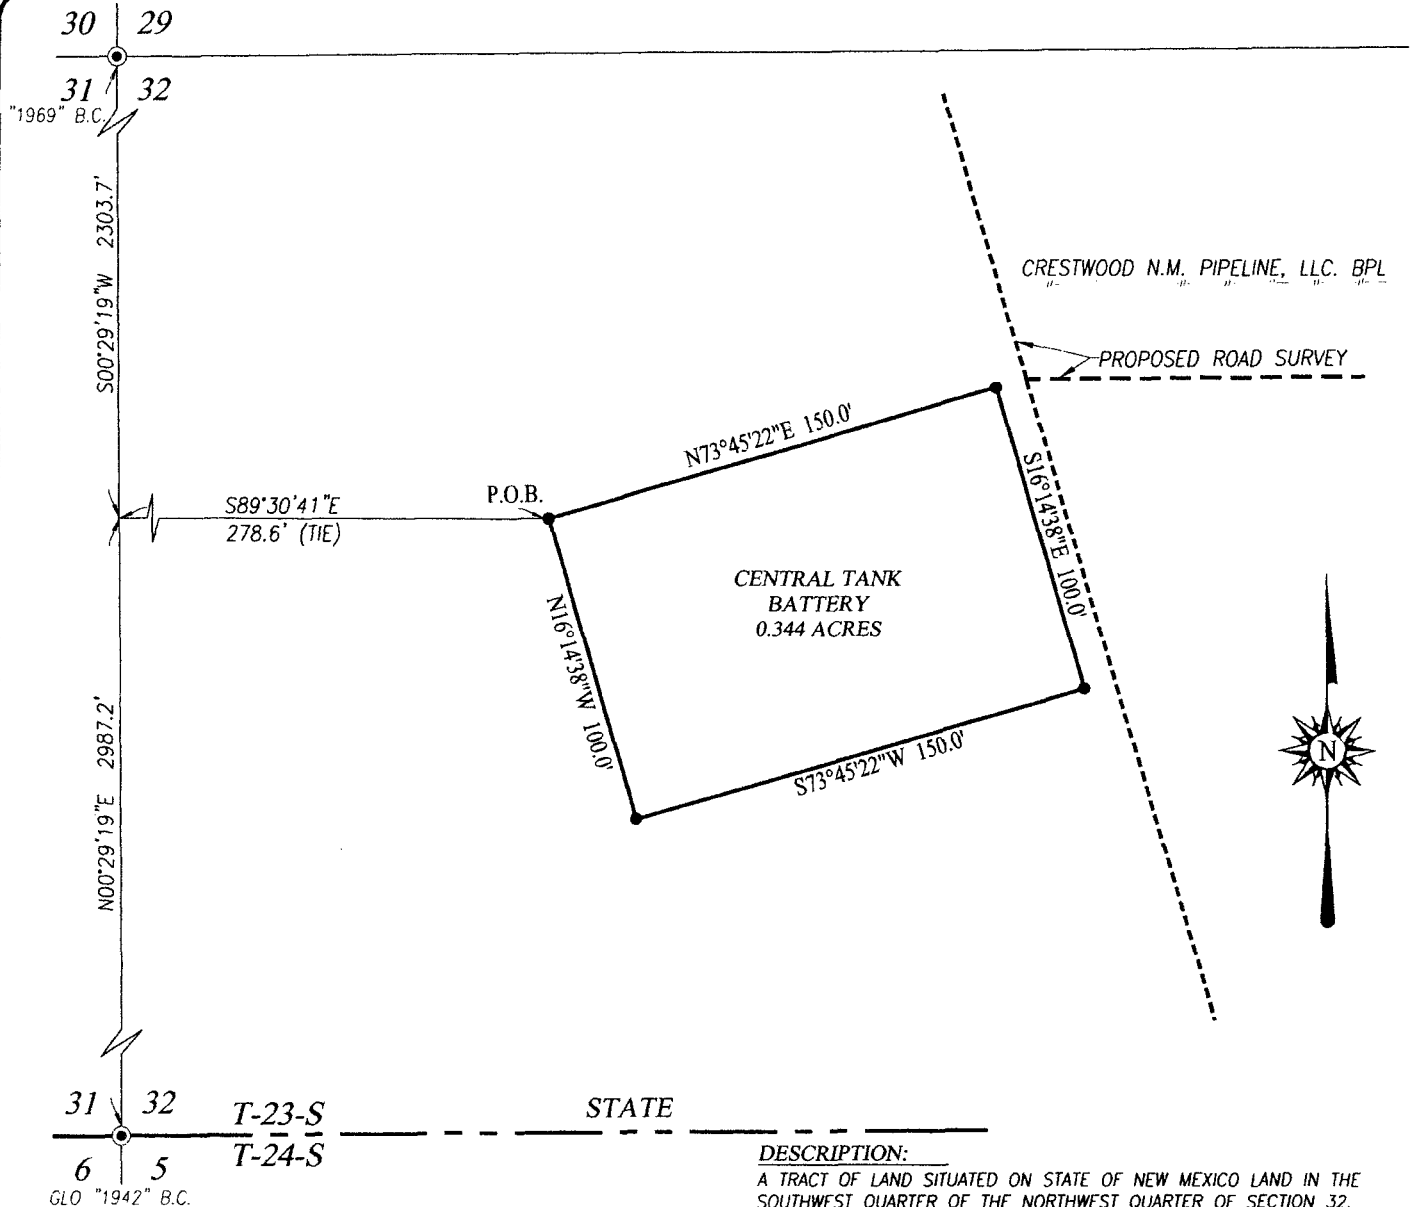 30 29
31 32
"1969" B.C.
S00°29'19"W 2303.7'
CRESTWOOD N.M. PIPELINE, LLC. BPL
PROPOSED ROAD SURVEY
N73°45'22"E 150.0'
S16°14'38"E 100.0'
P.O.B.
S89°30'41"E
278.6' (TIE)
CENTRAL TANK
BATTERY
0.344 ACRES
N16°14'38"W 100.0'
S73°45'22"W 150.0'
N00°29'19"E 2987.2'
N
31 32
T-23-S
STATE
T-24-S
6 5
GLO "1942" B.C.
DESCRIPTION:
A TRACT OF LAND SITUATED ON STATE OF NEW MEXICO LAND IN THE
SOUTHWEST QUARTER OF THE NORTHWEST QUARTER OF SECTION 32,